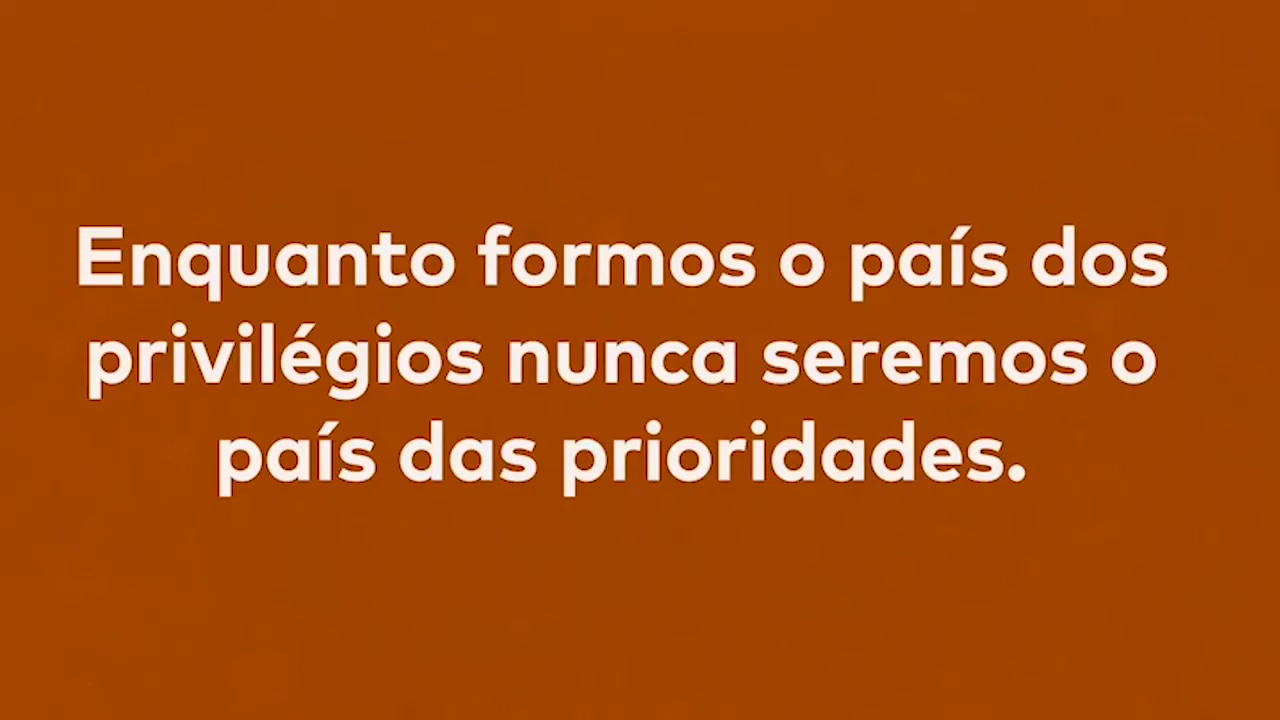 Enquanto formos o país dos
privilégios nunca seremos o
país das prioridades.